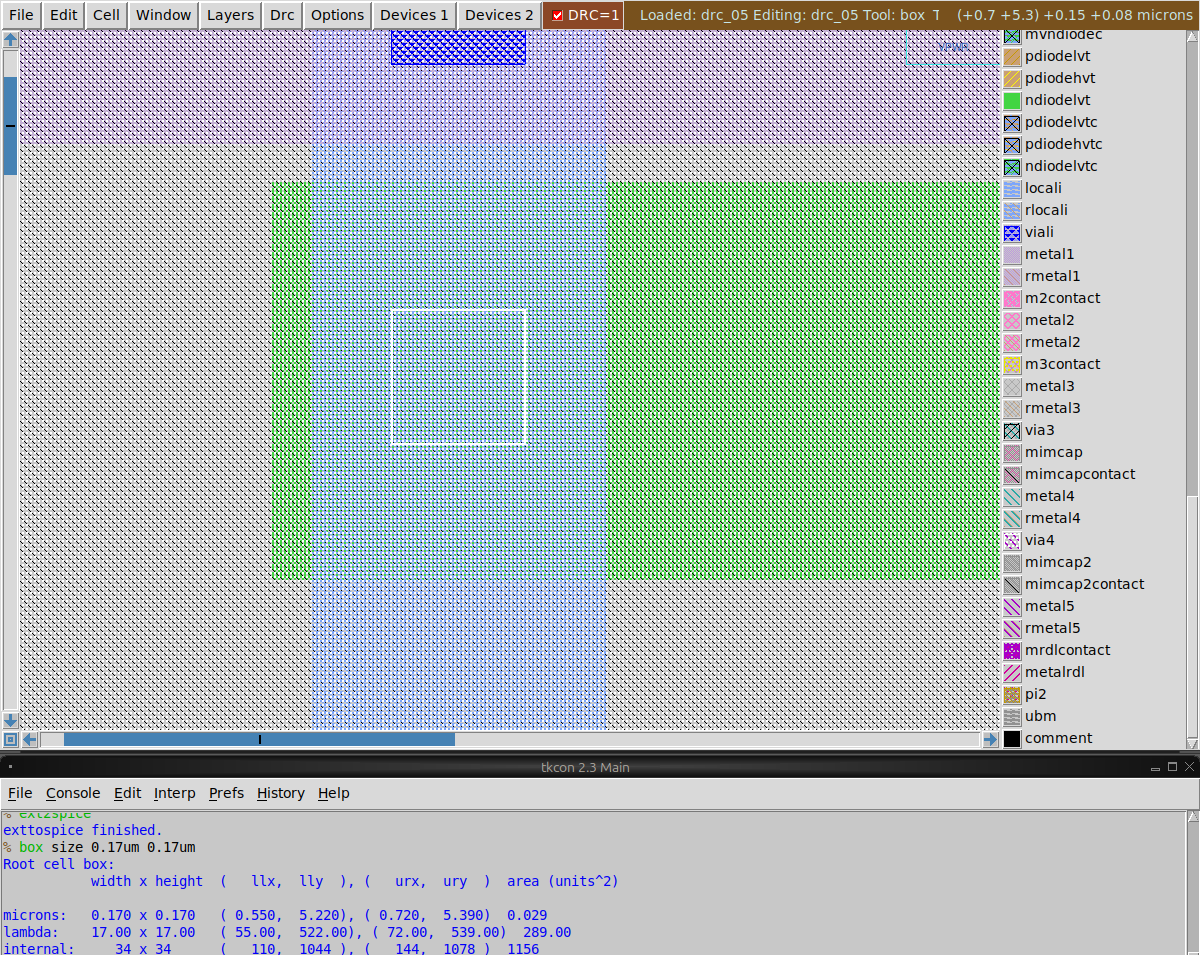 File Edit Cell Window Layers Drc Options Devices 1 Devices 2 DRC=1 Loaded: drc_05 Editing: drc_05 Tool: box (+0.7 +5.3) +0.15 +0.08 microns
VPWR
mvndiodec
pdiodelvt
pdiodehvt
ndiodelvt
pdiodelvtc
pdiodehvtc
ndiodelvtc
locali
rlocali
viali
metal1
rmetal1
m2contact
metal2
rmetal2
m3contact
metal3
rmetal3
via3
mimcap
mimcapcontact
metal4
rmetal4
via4
mimcap2
mimcap2contact
metal5
rmetal5
mrdlcontact
metalrdl
pi2
ubm
comment
tkcon 2.3 Main
File Console Edit Interp Prefs History Help
% ext2spice
exttospice finished.
% box size 0.17um 0.17um
Root cell box:
width x height ( llx, lly ), ( urx, ury ) area (units^2)
microns: 0.170 x 0.170 ( 0.550, 5.220), ( 0.720, 5.390) 0.029
lambda: 17.00 x 17.00 ( 55.00, 522.00), ( 72.00, 539.00) 289.00
internal: 34 x 34 ( 110, 1044 ), ( 144, 1078 ) 1156